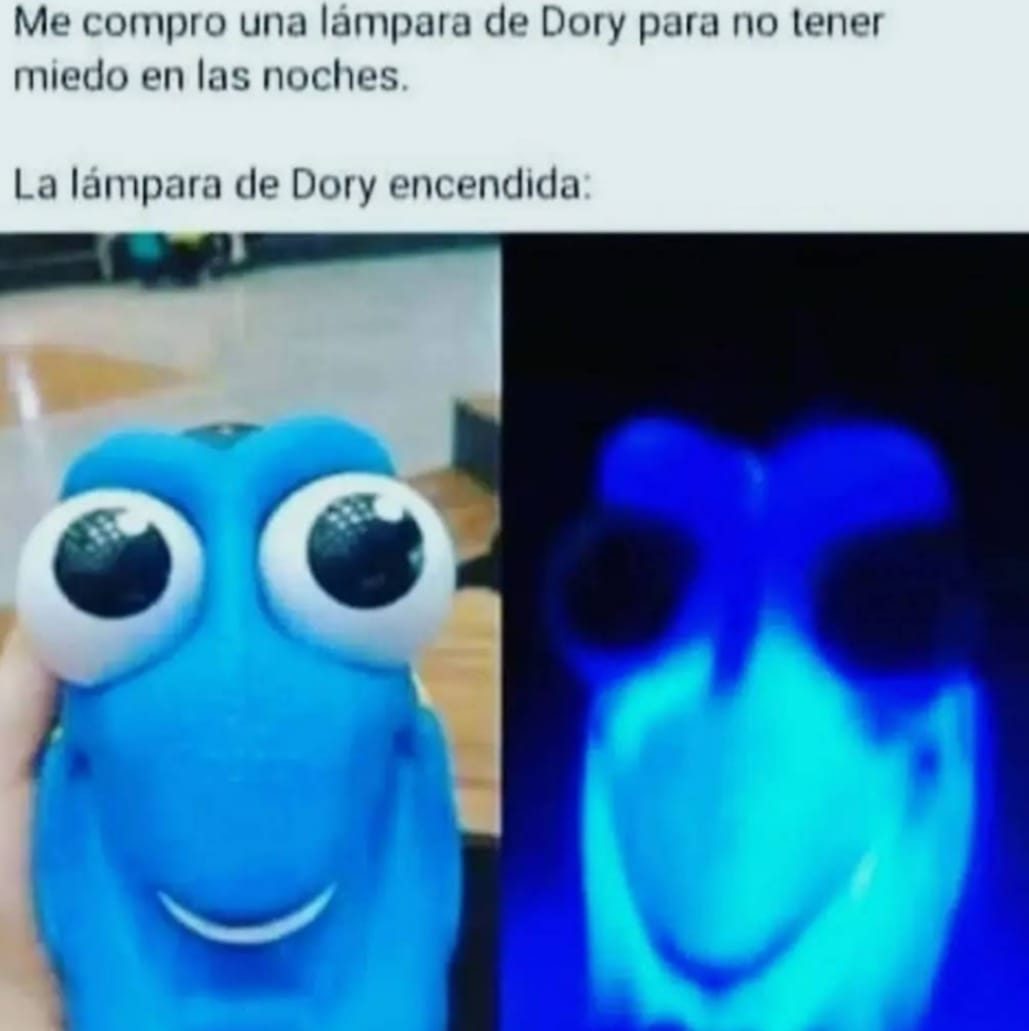 Me compro una lámpara de Dory para no tener
miedo en las noches.
La lámpara de Dory encendida: